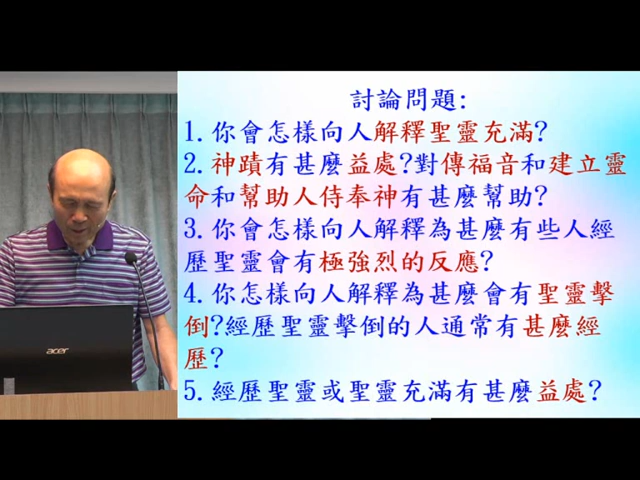 討論問題:
1.你會怎樣向人解釋聖靈充滿?
2.神蹟有甚麼益處?對傳福音和建立靈
命和幫助人侍奉神有甚麼幫助?
3.你會怎樣向人解釋為甚麼有些人經
歷聖靈會有極強烈的反應?
4.你怎樣向人解釋為甚麼會有聖靈擊
倒?經歷聖靈擊倒的人通常有甚麼經
歷?
5.經歷聖靈或聖靈充滿有甚麼益處?
acer